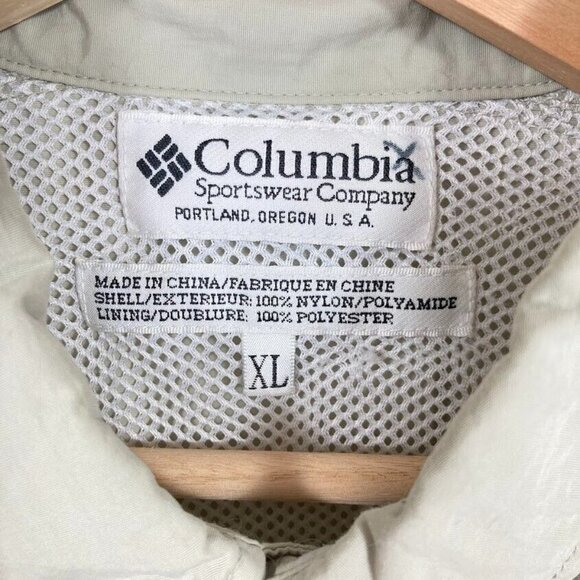 Columbia
Sportswear Company
PORTLAND, OREGON U.S.A.
MADE IN CHINA/FABRIQUE EN CHINE
SHELL/EXTERIEUR: 100% NYLON/POLYAMIDE
LINING/DOUBLURE: 100% POLYESTER
XL